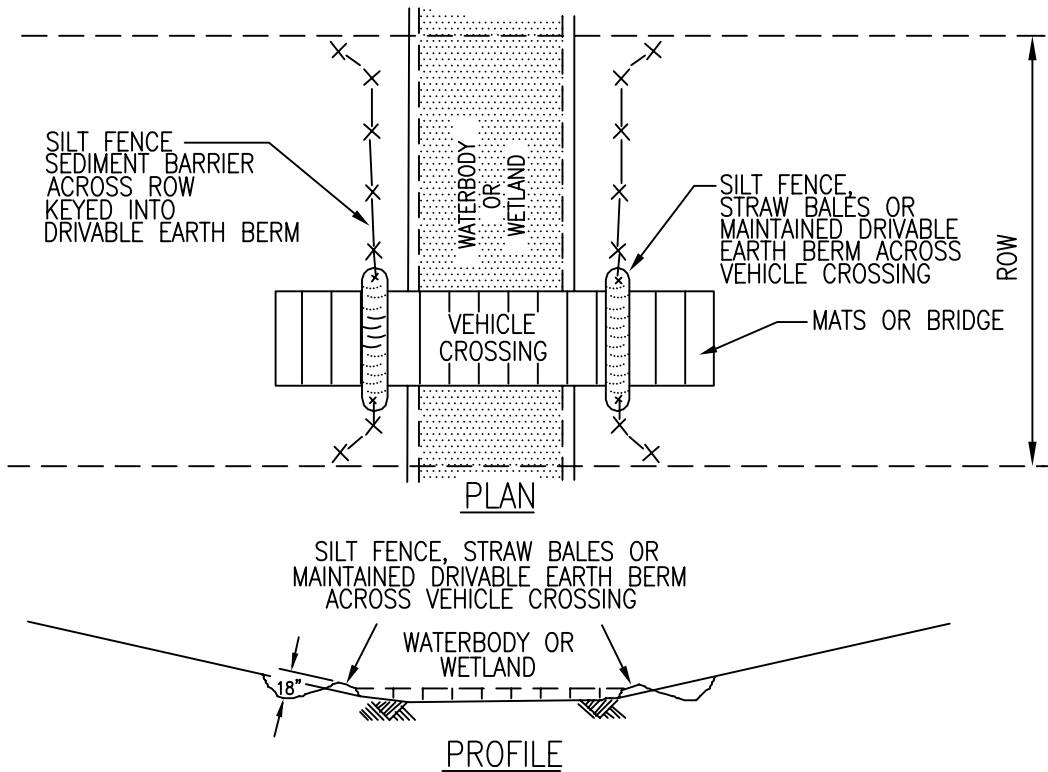 SILT FENCE
SEDIMENT BARRIER
ACROSS ROW
KEYED INTO
DRIVABLE EARTH BERM
WATERBODY
OR
WETLAND
SILT FENCE,
STRAW BALES OR
MAINTAINED DRIVABLE
EARTH BERM ACROSS
VEHICLE CROSSING
ROW
MATS OR BRIDGE
VEHICLE
CROSSING
PLAN
SILT FENCE, STRAW BALES OR
MAINTAINED DRIVABLE EARTH BERM
ACROSS VEHICLE CROSSING
WATERBODY OR
WETLAND
18"
PROFILE